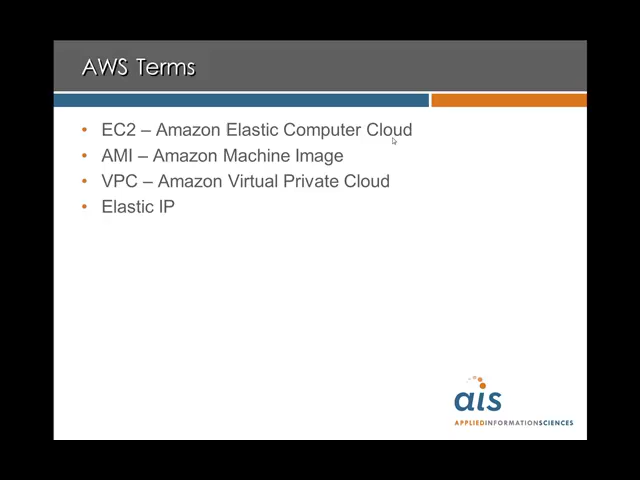 AWS Terms
• EC2 – Amazon Elastic Computer Cloud
• AMI – Amazon Machine Image
• VPC – Amazon Virtual Private Cloud
• Elastic IP
ais
APPLIEDINFORMATIONSCIENCES